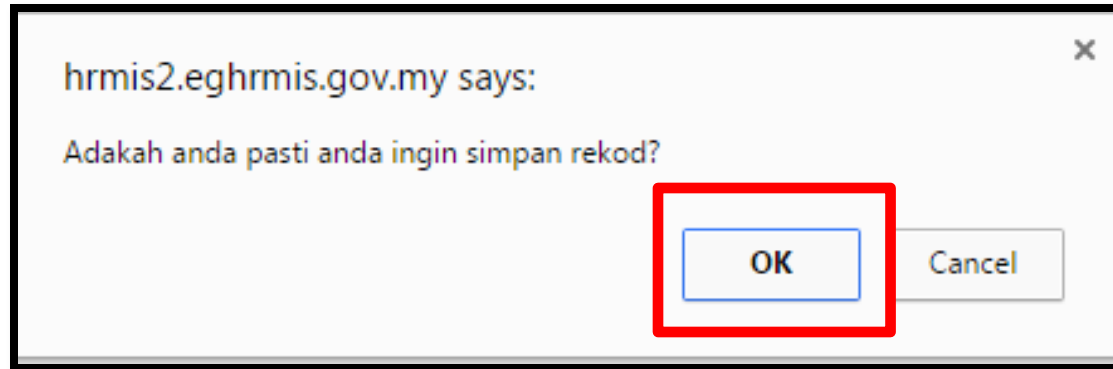 hrmis2.eghrmis.gov.my says:
Adakah anda pasti anda ingin simpan rekod?
OK
Cancel